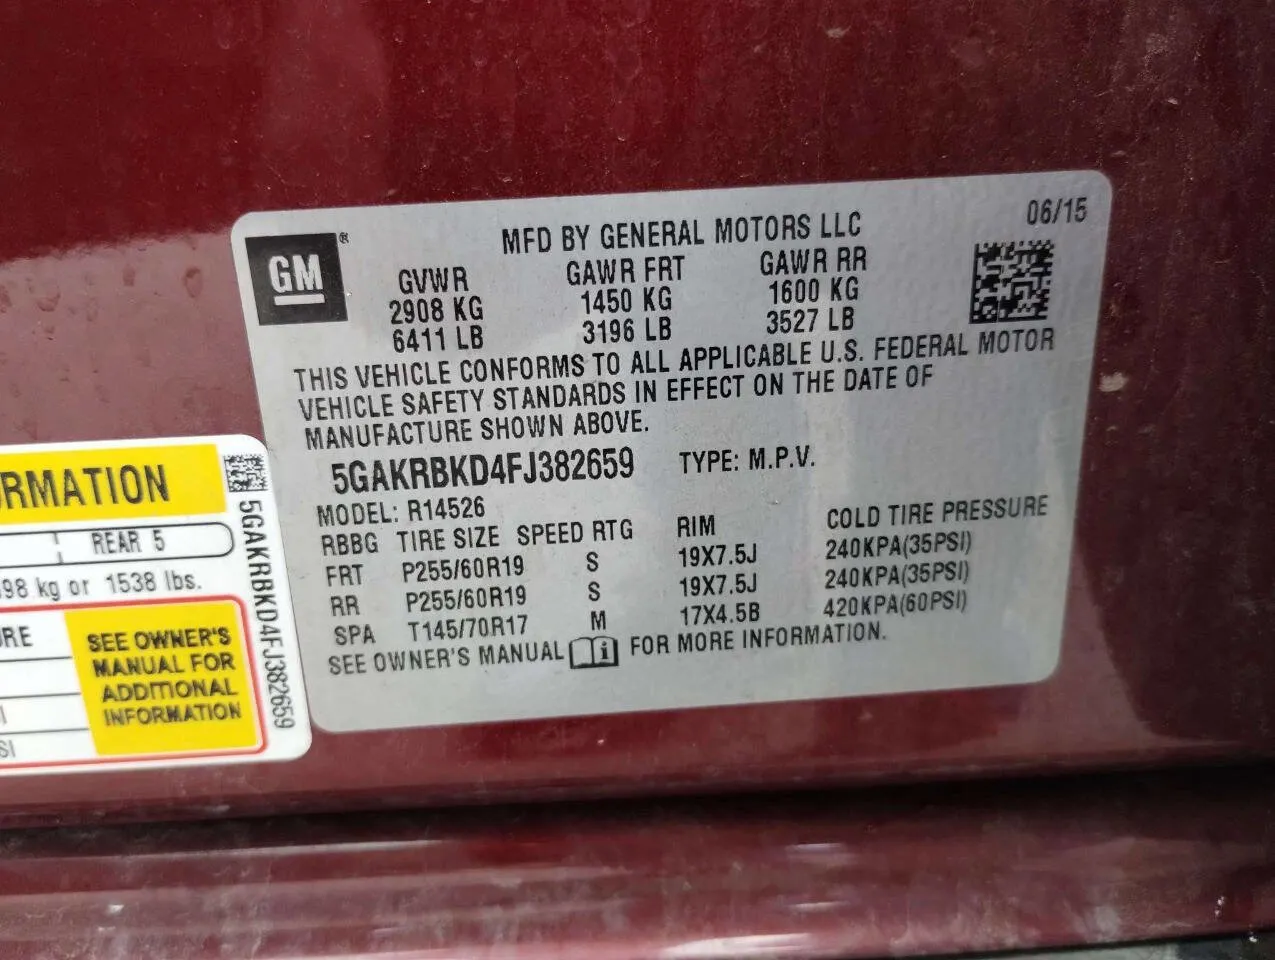 06/15
GM®
MFD BY GENERAL MOTORS LLC
GVWR GAWR FRT GAWR RR
2908 KG 1450 KG 1600 KG
6411 LB 3196 LB 3527 LB
THIS VEHICLE CONFORMS TO ALL APPLICABLE U.S. FEDERAL MOTOR
VEHICLE SAFETY STANDARDS IN EFFECT ON THE DATE OF
MANUFACTURE SHOWN ABOVE.
5GAKRBKD4FJ382659 TYPE: M.P.V.
MODEL: R14526
RBBG TIRE SIZE SPEED RTG RIM COLD TIRE PRESSURE
FRT P255/60R19 S 19X7.5J 240KPA(35PSI)
RR P255/60R19 S 19X7.5J 240KPA(35PSI)
SPA T145/70R17 M 17X4.5B 420KPA(60PSI)
SEE OWNER'S MANUAL FOR MORE INFORMATION.
RMATION
REAR 5
98 kg or 1538 lbs.
URE
I
SI
SEE OWNER'S
MANUAL FOR
ADDITIONAL
INFORMATION
5GAKRBKD4FJ382659